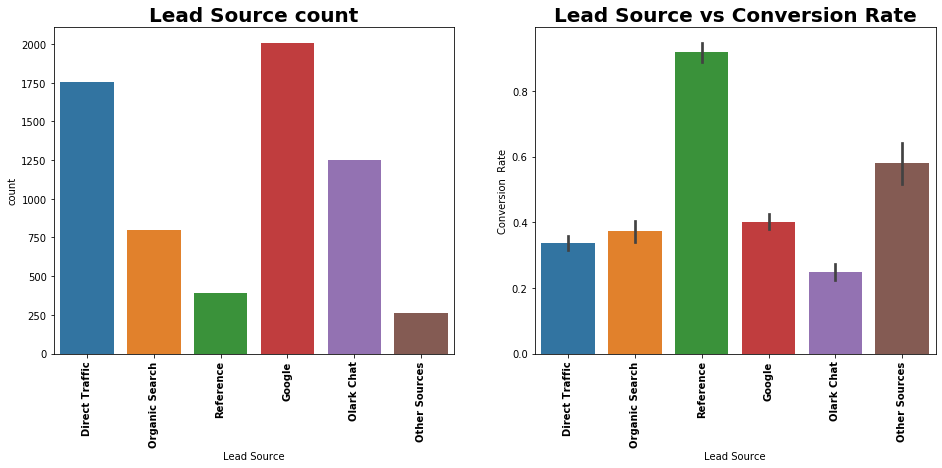 Lead Source count
2000
1750
1500
1250
1000
750
500
250
0
count
Direct Traffic
Organic Search
Reference
Google
Olark Chat
Other Sources
Lead Source
Lead Source vs Conversion Rate
0.8
0.6
0.4
0.2
0.0
Conversion  Rate
Direct Traffic
Organic Search
Reference
Google
Olark Chat
Other Sources
Lead Source